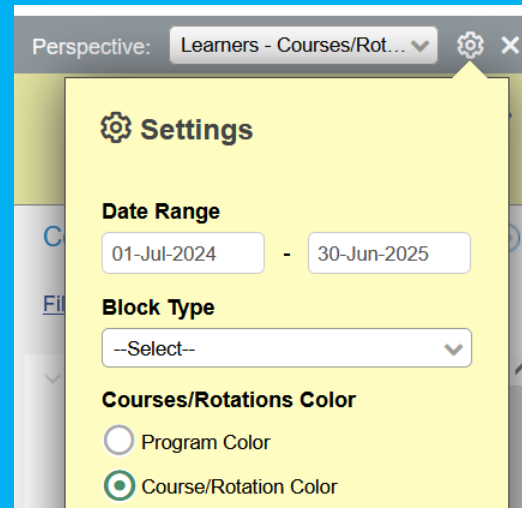 Perspective: Learners - Courses/Rot...
Settings
Date Range
01-Jul-2024 - 30-Jun-2025
Block Type
--Select--
Courses/Rotations Color
Program Color
Course/Rotation Color